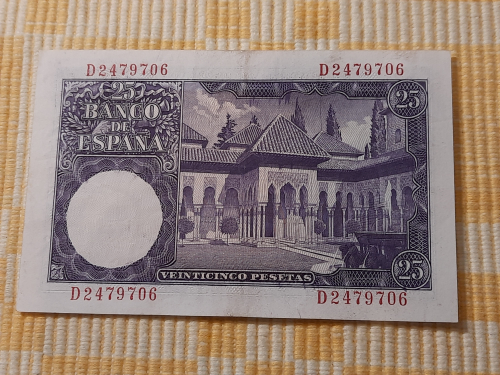 D2479706 D2479706
25 25
BANCO
DE
ESPAÑA
VEINTICINCO PESETAS 25
D2479706 D2479706